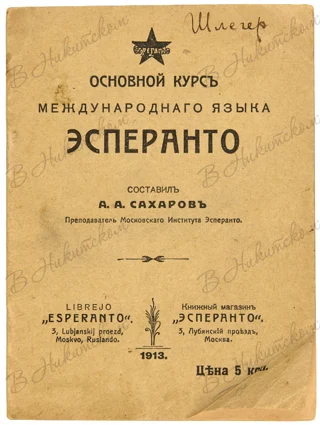 Шлегер
ESPERANTO
ОСНОВНОЙ КУРСЪ
МЕЖДУНАРОДНАГО ЯЗЫКА
ЭСПЕРАНТО
СОСТАВИЛЪ
А. А. САХАРОВЪ
Преподаватель Московскаго Института Эсперанто.
LIBREJO
„ESPERANTO“.
3, Lubjanskij proezd,
Moskvo, Ruslando.
Книжный магазинъ
„ЭСПЕРАНТО“.
3, Лубянскій проѣздъ,
Москва.
1913.
Цѣна 5 коп.
В Никитском